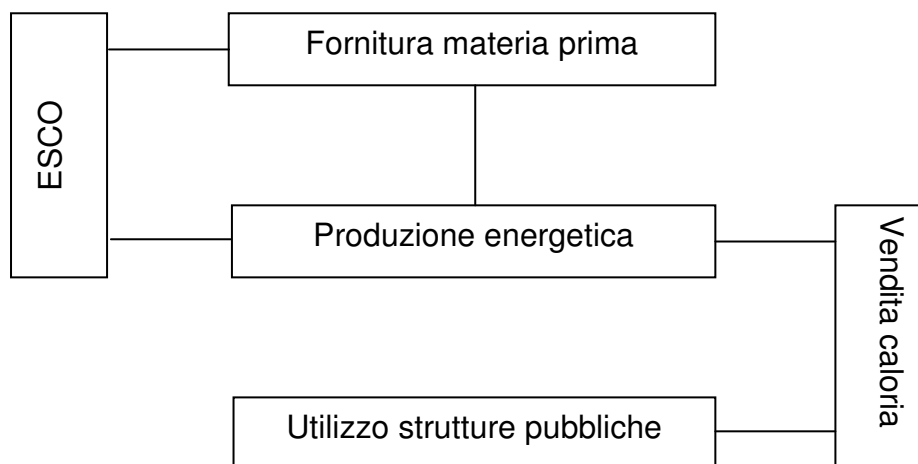 Fornitura materia prima
ESCO
Produzione energetica
Vendita caloria
Utilizzo strutture pubbliche